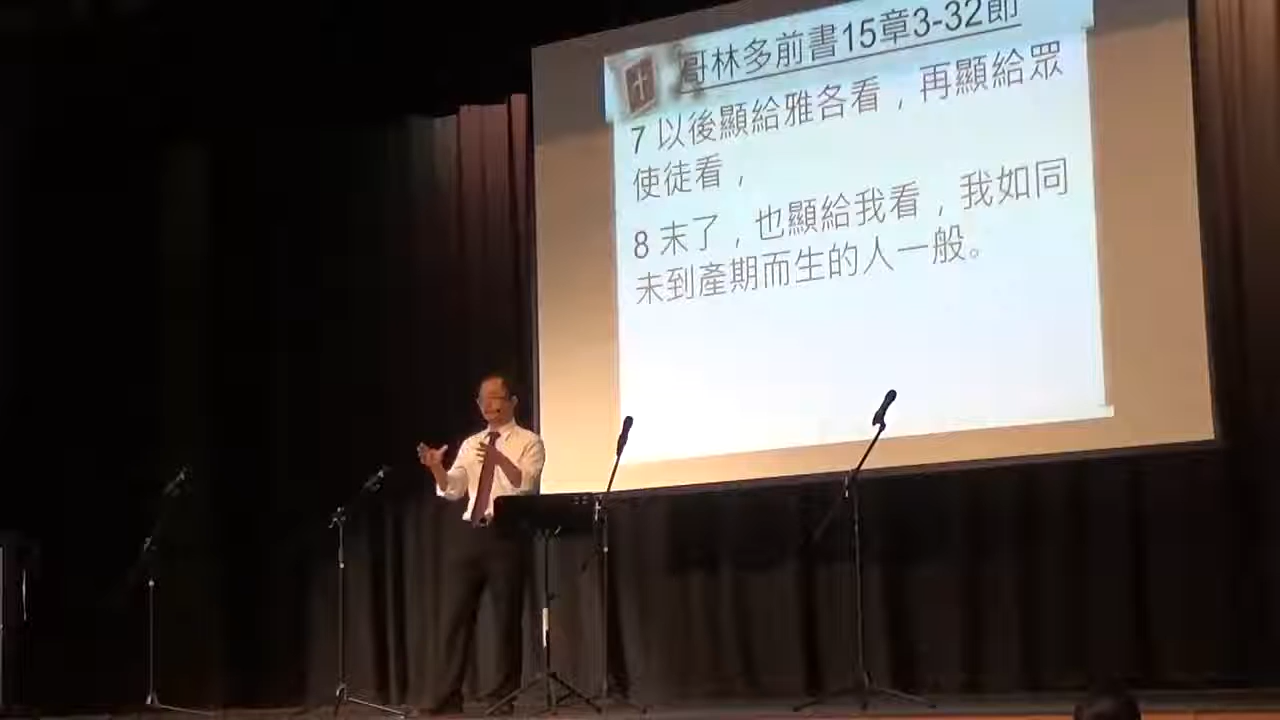 哥林多前書15章3-32節
7 以後顯給雅各看，再顯給眾
使徒看，
8 末了，也顯給我看，我如同
未到產期而生的人一般。